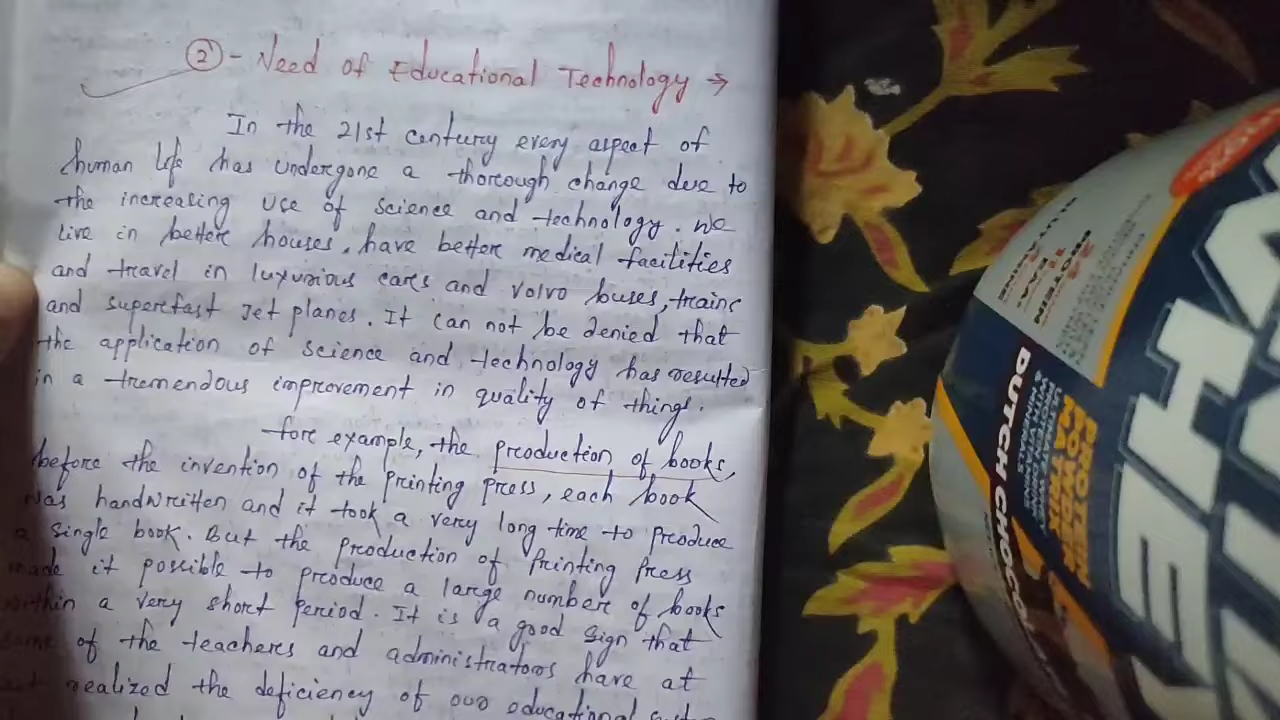 ② - Need of Educational Technology →
In the 21st century every aspect of
human life has undergone a thorough change due to
the increasing use of science and technology. We
live in better houses, have better medical facilities
and travel in luxurious cars and volvo buses, trains
and superfast Jet planes. It can not be denied that
the application of science and technology has resulted
in a tremendous improvement in quality of things.
for example, the production of books,
before the invention of the printing press, each book
was handwritten and it took a very long time to produce
a single book. But the production of Printing Press
made it possible to produce a large number of books
within a very short period. It is a good sign that
some of the teachers and administrators have at
realized the deficiency of our educational
WHE
DUTCH CHOCO
PROTEIN
POWDER
MATRIX
PROTEIN